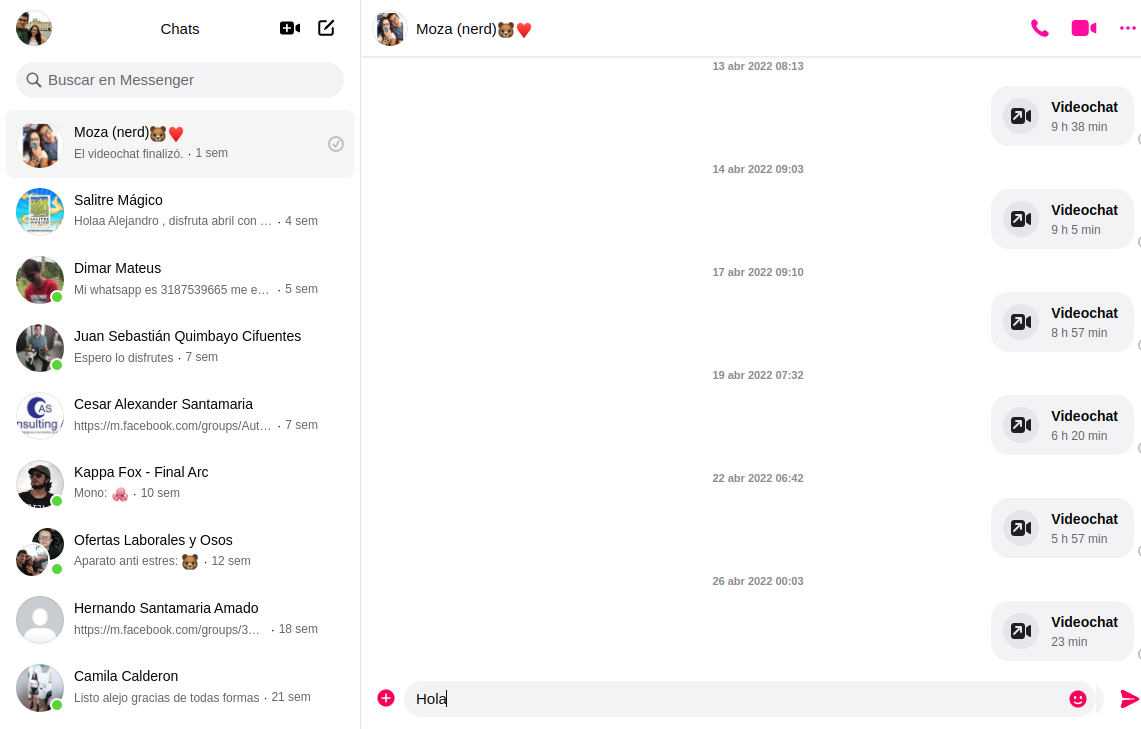 Chats
Buscar en Messenger
Moza (nerd)🐻❤️
El videochat finalizó. · 1 sem
Salitre Mágico
Holaa Alejandro , disfruta abril con … · 4 sem
Dimar Mateus
Mi whatsapp es 3187539665 me e… · 5 sem
Juan Sebastián Quimbayo Cifuentes
Espero lo disfrutes · 7 sem
Cesar Alexander Santamaria
https://m.facebook.com/groups/Aut… · 7 sem
Kappa Fox - Final Arc
Mono: 🐙 · 10 sem
Ofertas Laborales y Osos
Aparato anti estres: 🐻 · 12 sem
Hernando Santamaria Amado
https://m.facebook.com/groups/3… · 18 sem
Camila Calderon
Listo alejo gracias de todas formas · 21 sem
Moza (nerd)🐻❤️
13 abr 2022 08:13
Videochat
9 h 38 min
14 abr 2022 09:03
Videochat
9 h 5 min
17 abr 2022 09:10
Videochat
8 h 57 min
19 abr 2022 07:32
Videochat
6 h 20 min
22 abr 2022 06:42
Videochat
5 h 57 min
26 abr 2022 00:03
Videochat
23 min
Hola